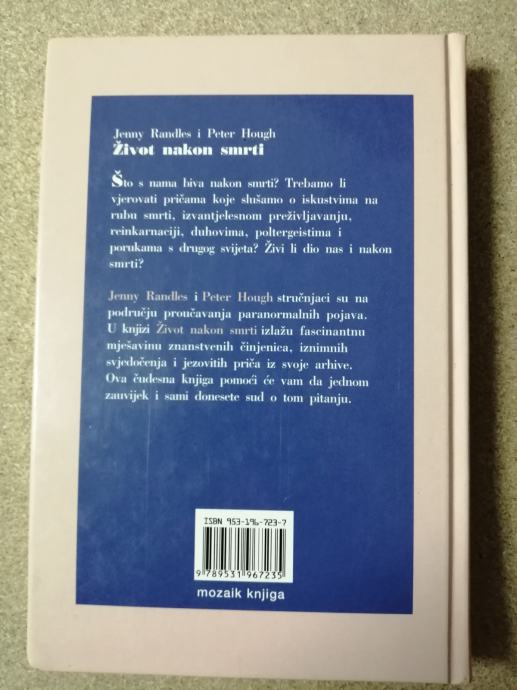 Jenny Randles i Peter Hough
Život nakon smrti
Što s nama biva nakon smrti? Trebamo li
vjerovati pričama koje slušamo o iskustvima na
rubu smrti, izvantjelesnom preživljavanju,
reinkarnaciji, duhovima, poltergeistima i
porukama s drugog svijeta? Živi li dio nas i nakon
smrti?
Jenny Randles i Peter Hough stručnjaci su na
području proučavanja paranormalnih pojava.
U knjizi Život nakon smrti izlažu fascinantnu
mješavinu znanstvenih činjenica, iznimnih
svjedočenja i jezovitih priča iz svoje arhive.
Ova čudesna knjiga pomoći će vam da jednom
zauvijek i sami donesete sud o tom pitanju.
ISBN 953-196-723-7
9 789531 967235
mozaik knjiga